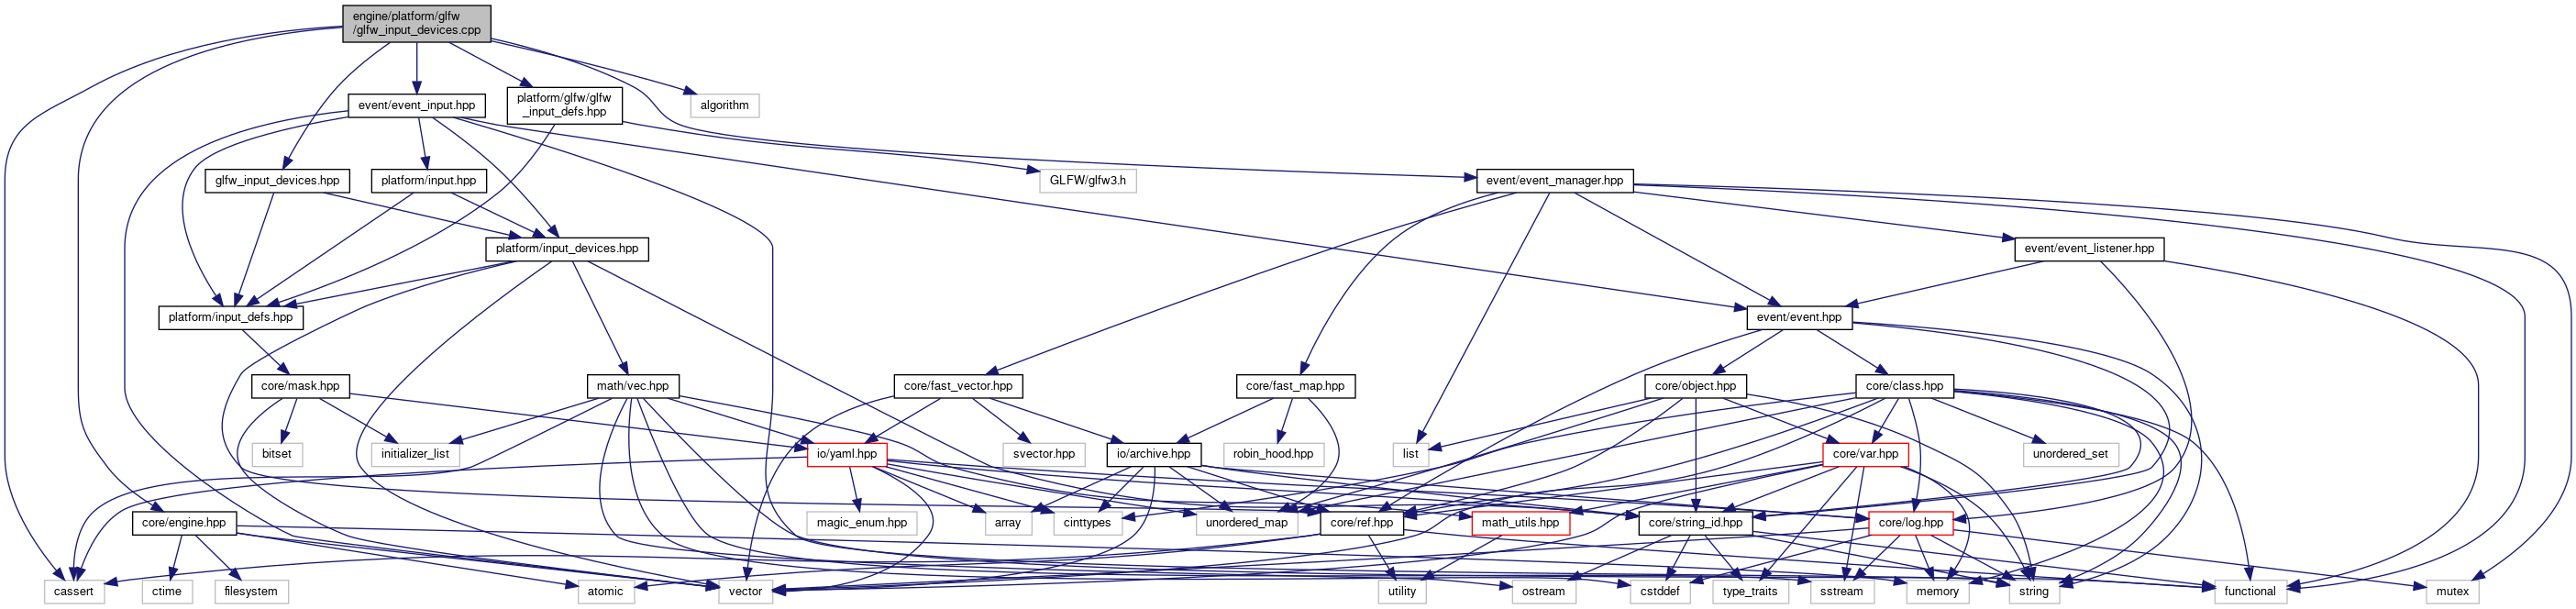 engine/platform/glfw
/glfw_input_devices.cpp
event/event_input.hpp
platform/glfw/glfw
_input_defs.hpp
algorithm
glfw_input_devices.hpp
platform/input.hpp
GLFW/glfw3.h
event/event_manager.hpp
platform/input_devices.hpp
event/event_listener.hpp
platform/input_defs.hpp
event/event.hpp
core/mask.hpp
math/vec.hpp
core/fast_vector.hpp
core/fast_map.hpp
core/object.hpp
core/class.hpp
bitset
initializer_list
io/yaml.hpp
svector.hpp
io/archive.hpp
robin_hood.hpp
list
core/var.hpp
unordered_set
core/engine.hpp
magic_enum.hpp
array
cinttypes
unordered_map
core/ref.hpp
math_utils.hpp
core/string_id.hpp
core/log.hpp
cassert
ctime
filesystem
atomic
vector
ostream
cstddef
utility
type_traits
sstream
memory
string
functional
mutex